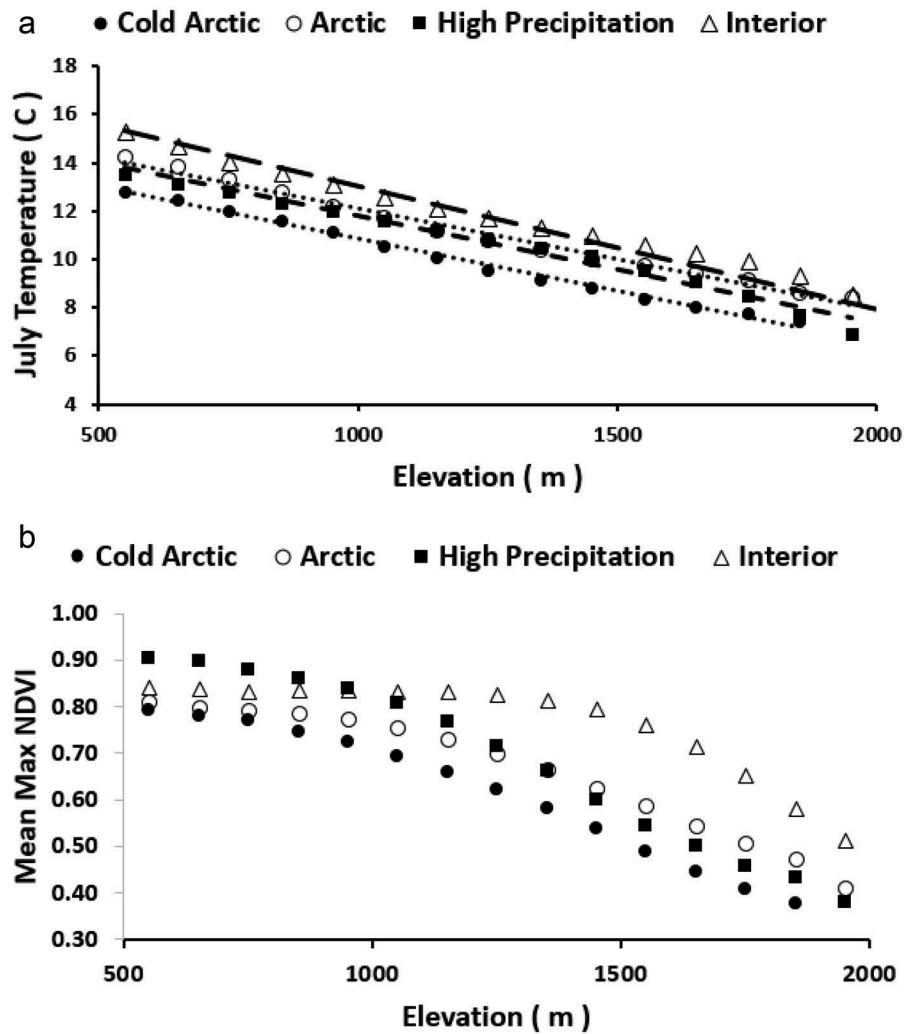 a
● Cold Arctic ○ Arctic ■ High Precipitation △ Interior
18
16
14
12
10
8
6
4
July Temperature ( C )
500 1000 1500 2000
Elevation ( m )
b
● Cold Arctic ○ Arctic ■ High Precipitation △ Interior
1.00
0.90
0.80
0.70
0.60
0.50
0.40
0.30
Mean Max NDVI
500 1000 1500 2000
Elevation ( m )